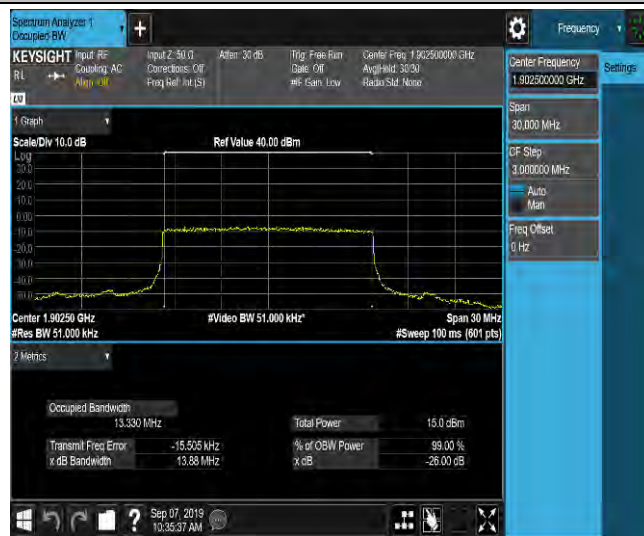 Spectrum Analyzer 1
Occupied BW
Frequency
KEYSIGHT
Input: RF
Coupling: AC
Align: Off
Input Z: 50 Ω
Corrections: Off
Freq Ref: Int (S)
Atten: 30 dB
Trig: Free Run
Gate: Off
#IF Gain: Low
Center Freq: 1.902500000 GHz
Avg|Hold: 30/30
Radio Std: None
RL
Center Frequency
1.902500000 GHz
Settings
Span
30.000 MHz
CF Step
3.000000 MHz
Auto
Man
Freq Offset
0 Hz
1 Graph
Scale/Div 10.0 dB
Ref Value 40.00 dBm
Log
30.0
20.0
10.0
0.00
-10.0
-20.0
-30.0
-40.0
-50.0
Center 1.90250 GHz
#Video BW 51.000 kHz*
Span 30 MHz
#Res BW 51.000 kHz
#Sweep 100 ms (601 pts)
2 Metrics
Occupied Bandwidth
13.330 MHz
Total Power
15.0 dBm
Transmit Freq Error
-15.505 kHz
% of OBW Power
99.00 %
x dB Bandwidth
13.88 MHz
x dB
-26.00 dB
?
Sep 07, 2019
10:35:37 AM